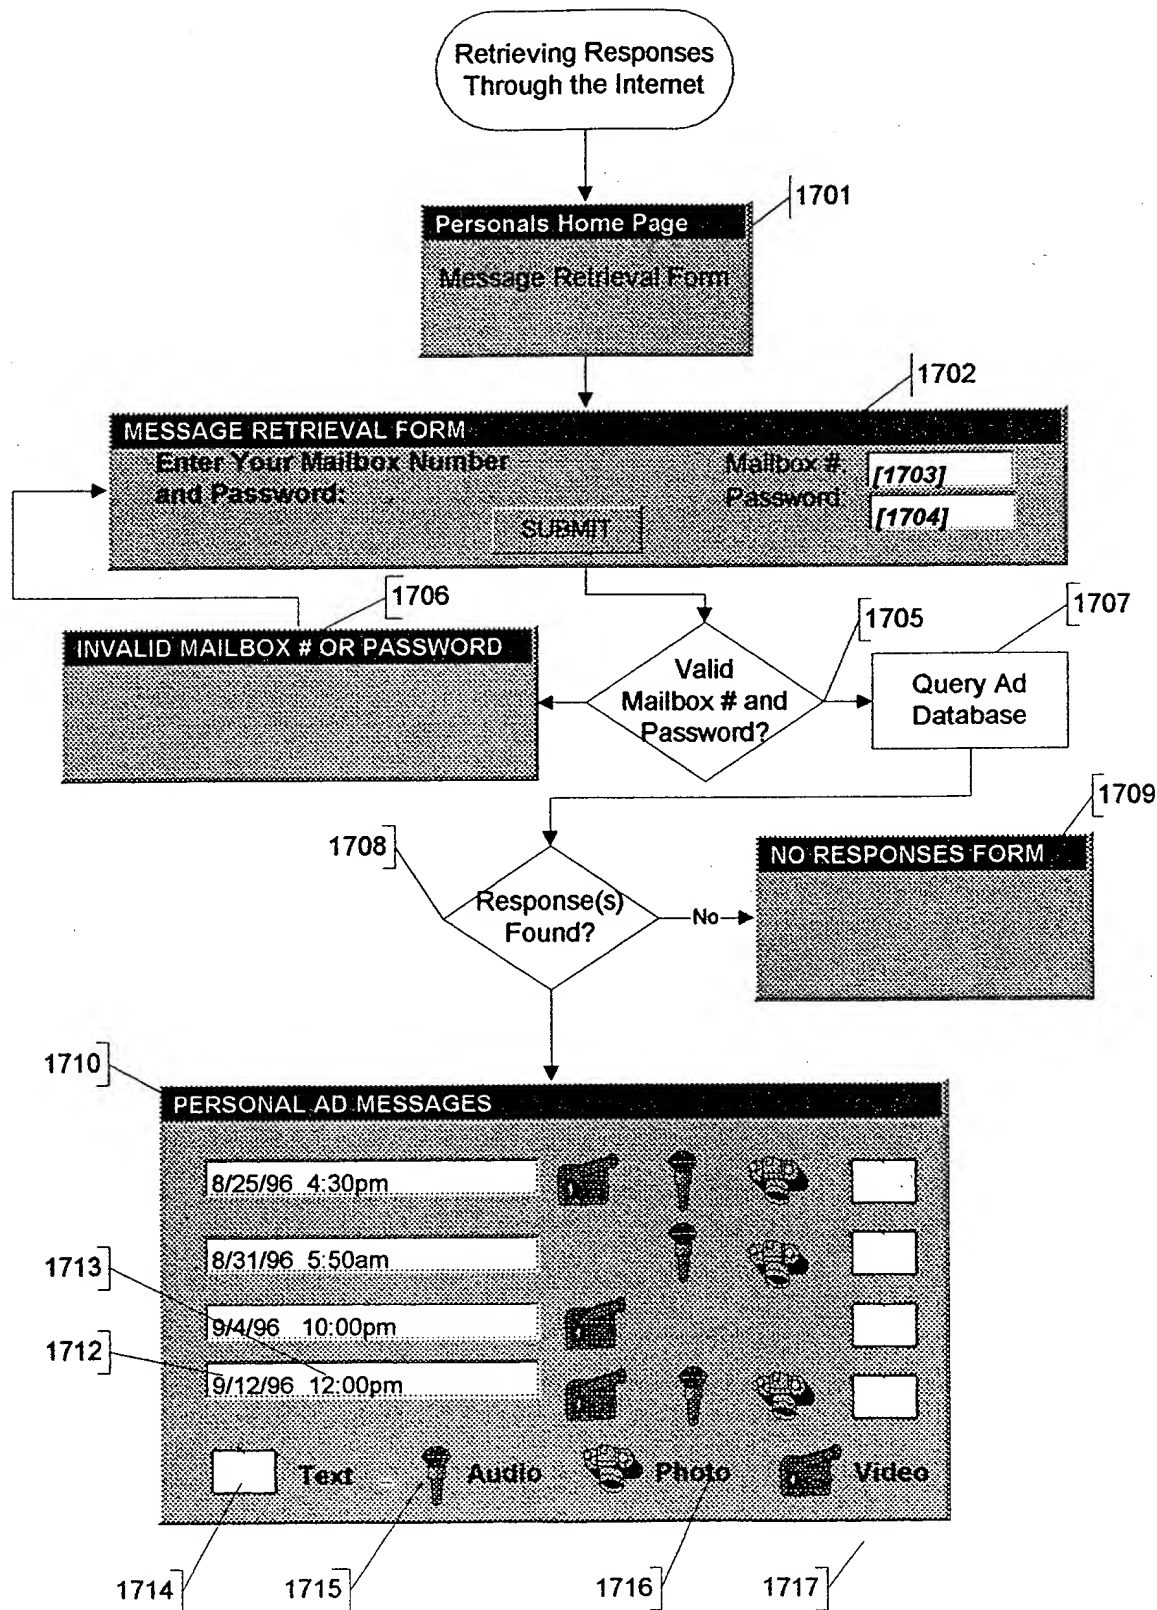 Retrieving Responses
Through the Internet
1701
Personals Home Page
Message Retrieval Form
1702
MESSAGE RETRIEVAL FORM
Enter Your Mailbox Number
and Password:
Mailbox #.
[1703]
Password:
[1704]
SUBMIT
1706
1705
1707
INVALID MAILBOX # OR PASSWORD
Valid
Mailbox # and
Password?
Query Ad
Database
1709
1708
NO RESPONSES FORM
Response(s)
Found?
No
1710
PERSONAL AD MESSAGES
8/25/96 4:30pm
8/31/96 5:50am
1713
9/4/96 10:00pm
1712
9/12/96 12:00pm
Text
Audio
Photo
Video
1714
1715
1716
1717